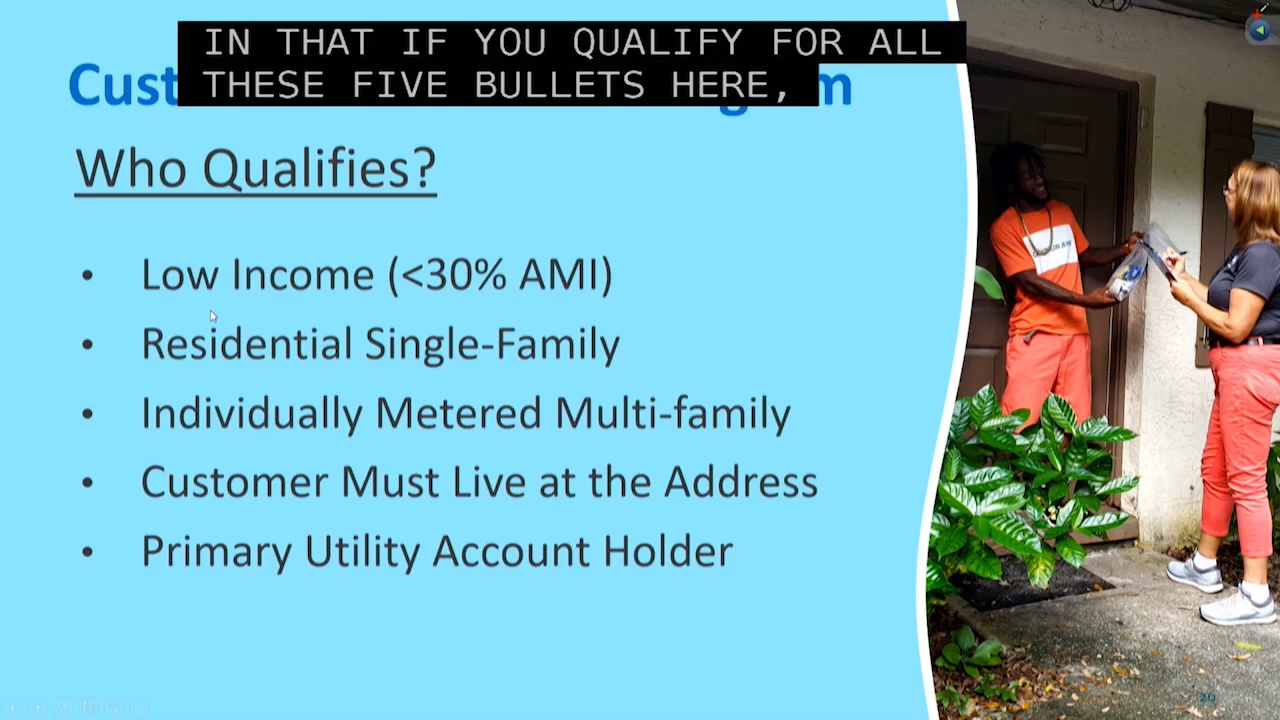 IN THAT IF YOU QUALIFY FOR ALL
THESE FIVE BULLETS HERE,
Who Qualifies?
• Low Income (<30% AMI)
• Residential Single-Family
• Individually Metered Multi-family
• Customer Must Live at the Address
• Primary Utility Account Holder
26